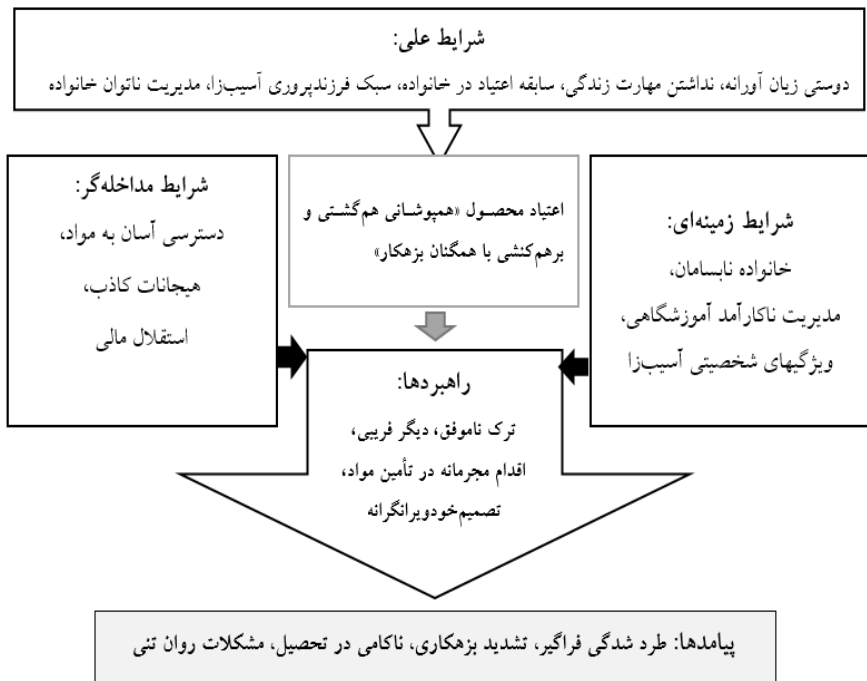 شرایط علی:
دوستی زیان آورانه، نداشتن مهارت زندگی، سابقه اعتیاد در خانواده، سبک فرزندپروری آسیب‌زا، مدیریت ناتوان خانواده
شرایط زمینه‌ای:
خانواده نابسامان،
مدیریت ناکارآمد آموزشگاهی،
ویژگیهای شخصیتی آسیب‌زا
اعتیاد محصول «همپوشانی هم‌گشتی و
برهم‌کنشی با همگنان بزهکار»
شرایط مداخله‌گر:
دسترسی آسان به مواد،
هیجانات کاذب،
استقلال مالی
راهبردها:
ترک ناموفق، دیگر فریبی،
اقدام مجرمانه در تأمین مواد،
تصمیم‌خودویرانگرانه
پیامدها: طرد شدگی فراگیر، تشدید بزهکاری، ناکامی در تحصیل، مشکلات روان تنی